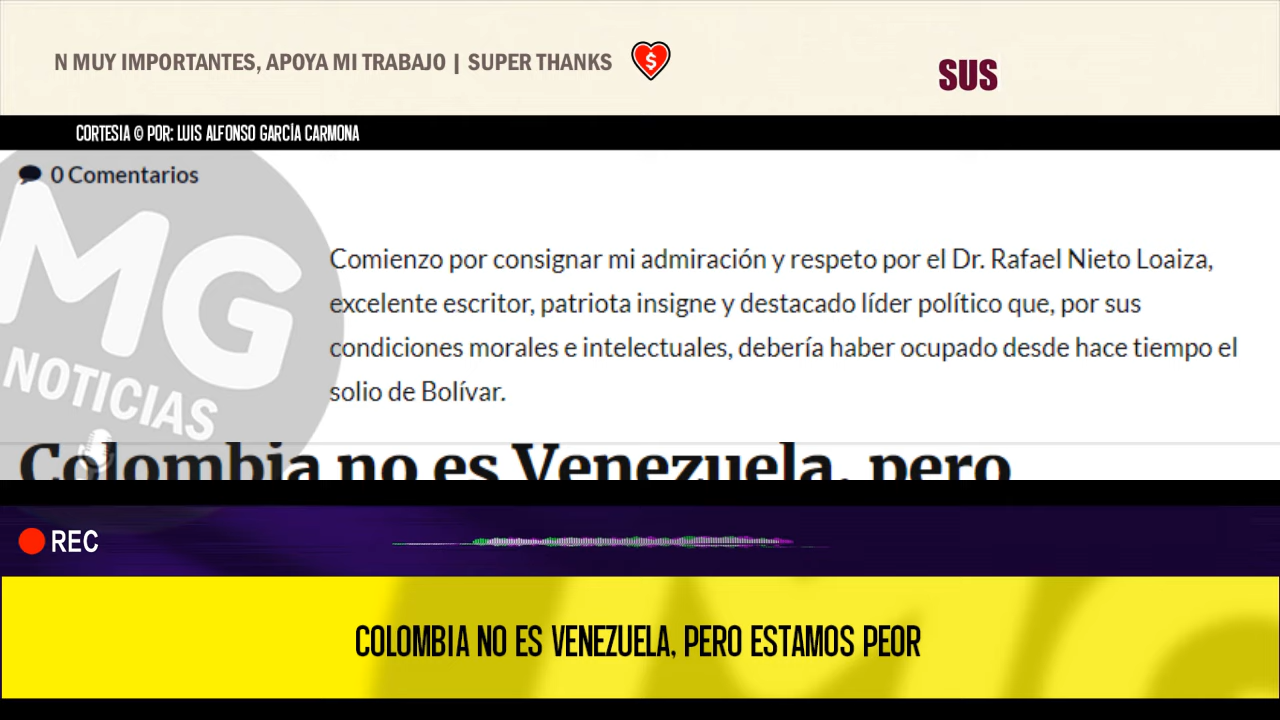 N MUY IMPORTANTES, APOYA MI TRABAJO | SUPER THANKS
$
SUS
CORTESIA © POR: LUIS ALFONSO GARCÍA CARMONA
0 Comentarios
MG
NOTICIAS
Comienzo por consignar mi admiración y respeto por el Dr. Rafael Nieto Loaiza,
excelente escritor, patriota insigne y destacado líder político que, por sus
condiciones morales e intelectuales, debería haber ocupado desde hace tiempo el
solio de Bolívar.
Colombia no es Venezuela, pero
REC
COLOMBIA NO ES VENEZUELA, PERO ESTAMOS PEOR